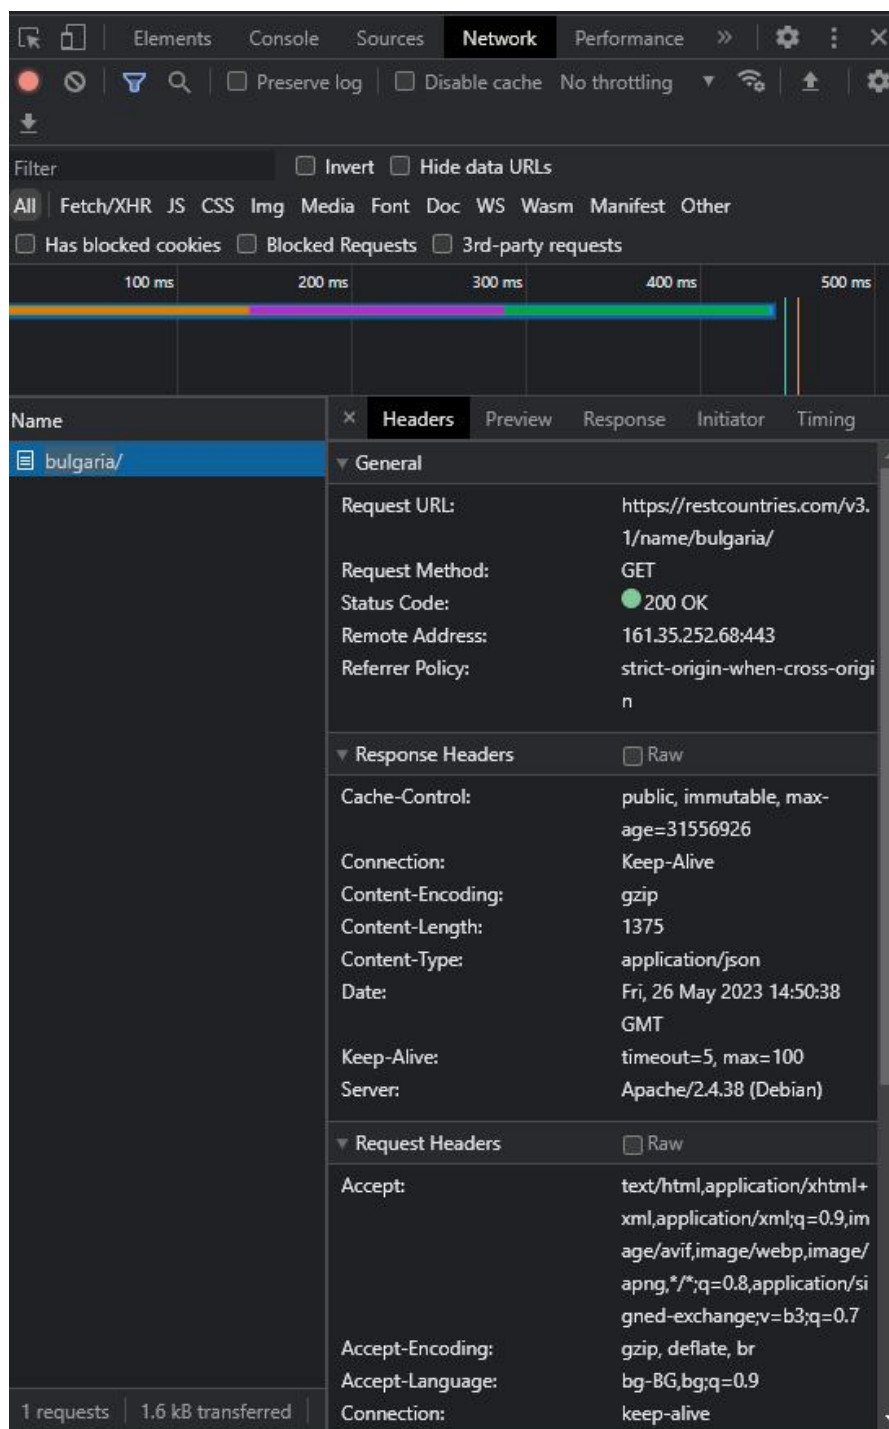 Elements Console Sources Network Performance »
Preserve log Disable cache No throttling
Filter Invert Hide data URLs
All Fetch/XHR JS CSS Img Media Font Doc WS Wasm Manifest Other
Has blocked cookies Blocked Requests 3rd-party requests
100 ms 200 ms 300 ms 400 ms 500 ms
Name × Headers Preview Response Initiator Timing
bulgaria/
General
Request URL: https://restcountries.com/v3.
1/name/bulgaria/
Request Method: GET
Status Code: 200 OK
Remote Address: 161.35.252.68:443
Referrer Policy: strict-origin-when-cross-origi
n
Response Headers Raw
Cache-Control: public, immutable, max-
age=31556926
Connection: Keep-Alive
Content-Encoding: gzip
Content-Length: 1375
Content-Type: application/json
Date: Fri, 26 May 2023 14:50:38
GMT
Keep-Alive: timeout=5, max=100
Server: Apache/2.4.38 (Debian)
Request Headers Raw
Accept: text/html,application/xhtml+
xml,application/xml;q=0.9,im
age/avif,image/webp,image/
apng,*/*;q=0.8,application/si
gned-exchange;v=b3;q=0.7
Accept-Encoding: gzip, deflate, br
Accept-Language: bg-BG,bg;q=0.9
Connection: keep-alive
1 requests 1.6 kB transferred